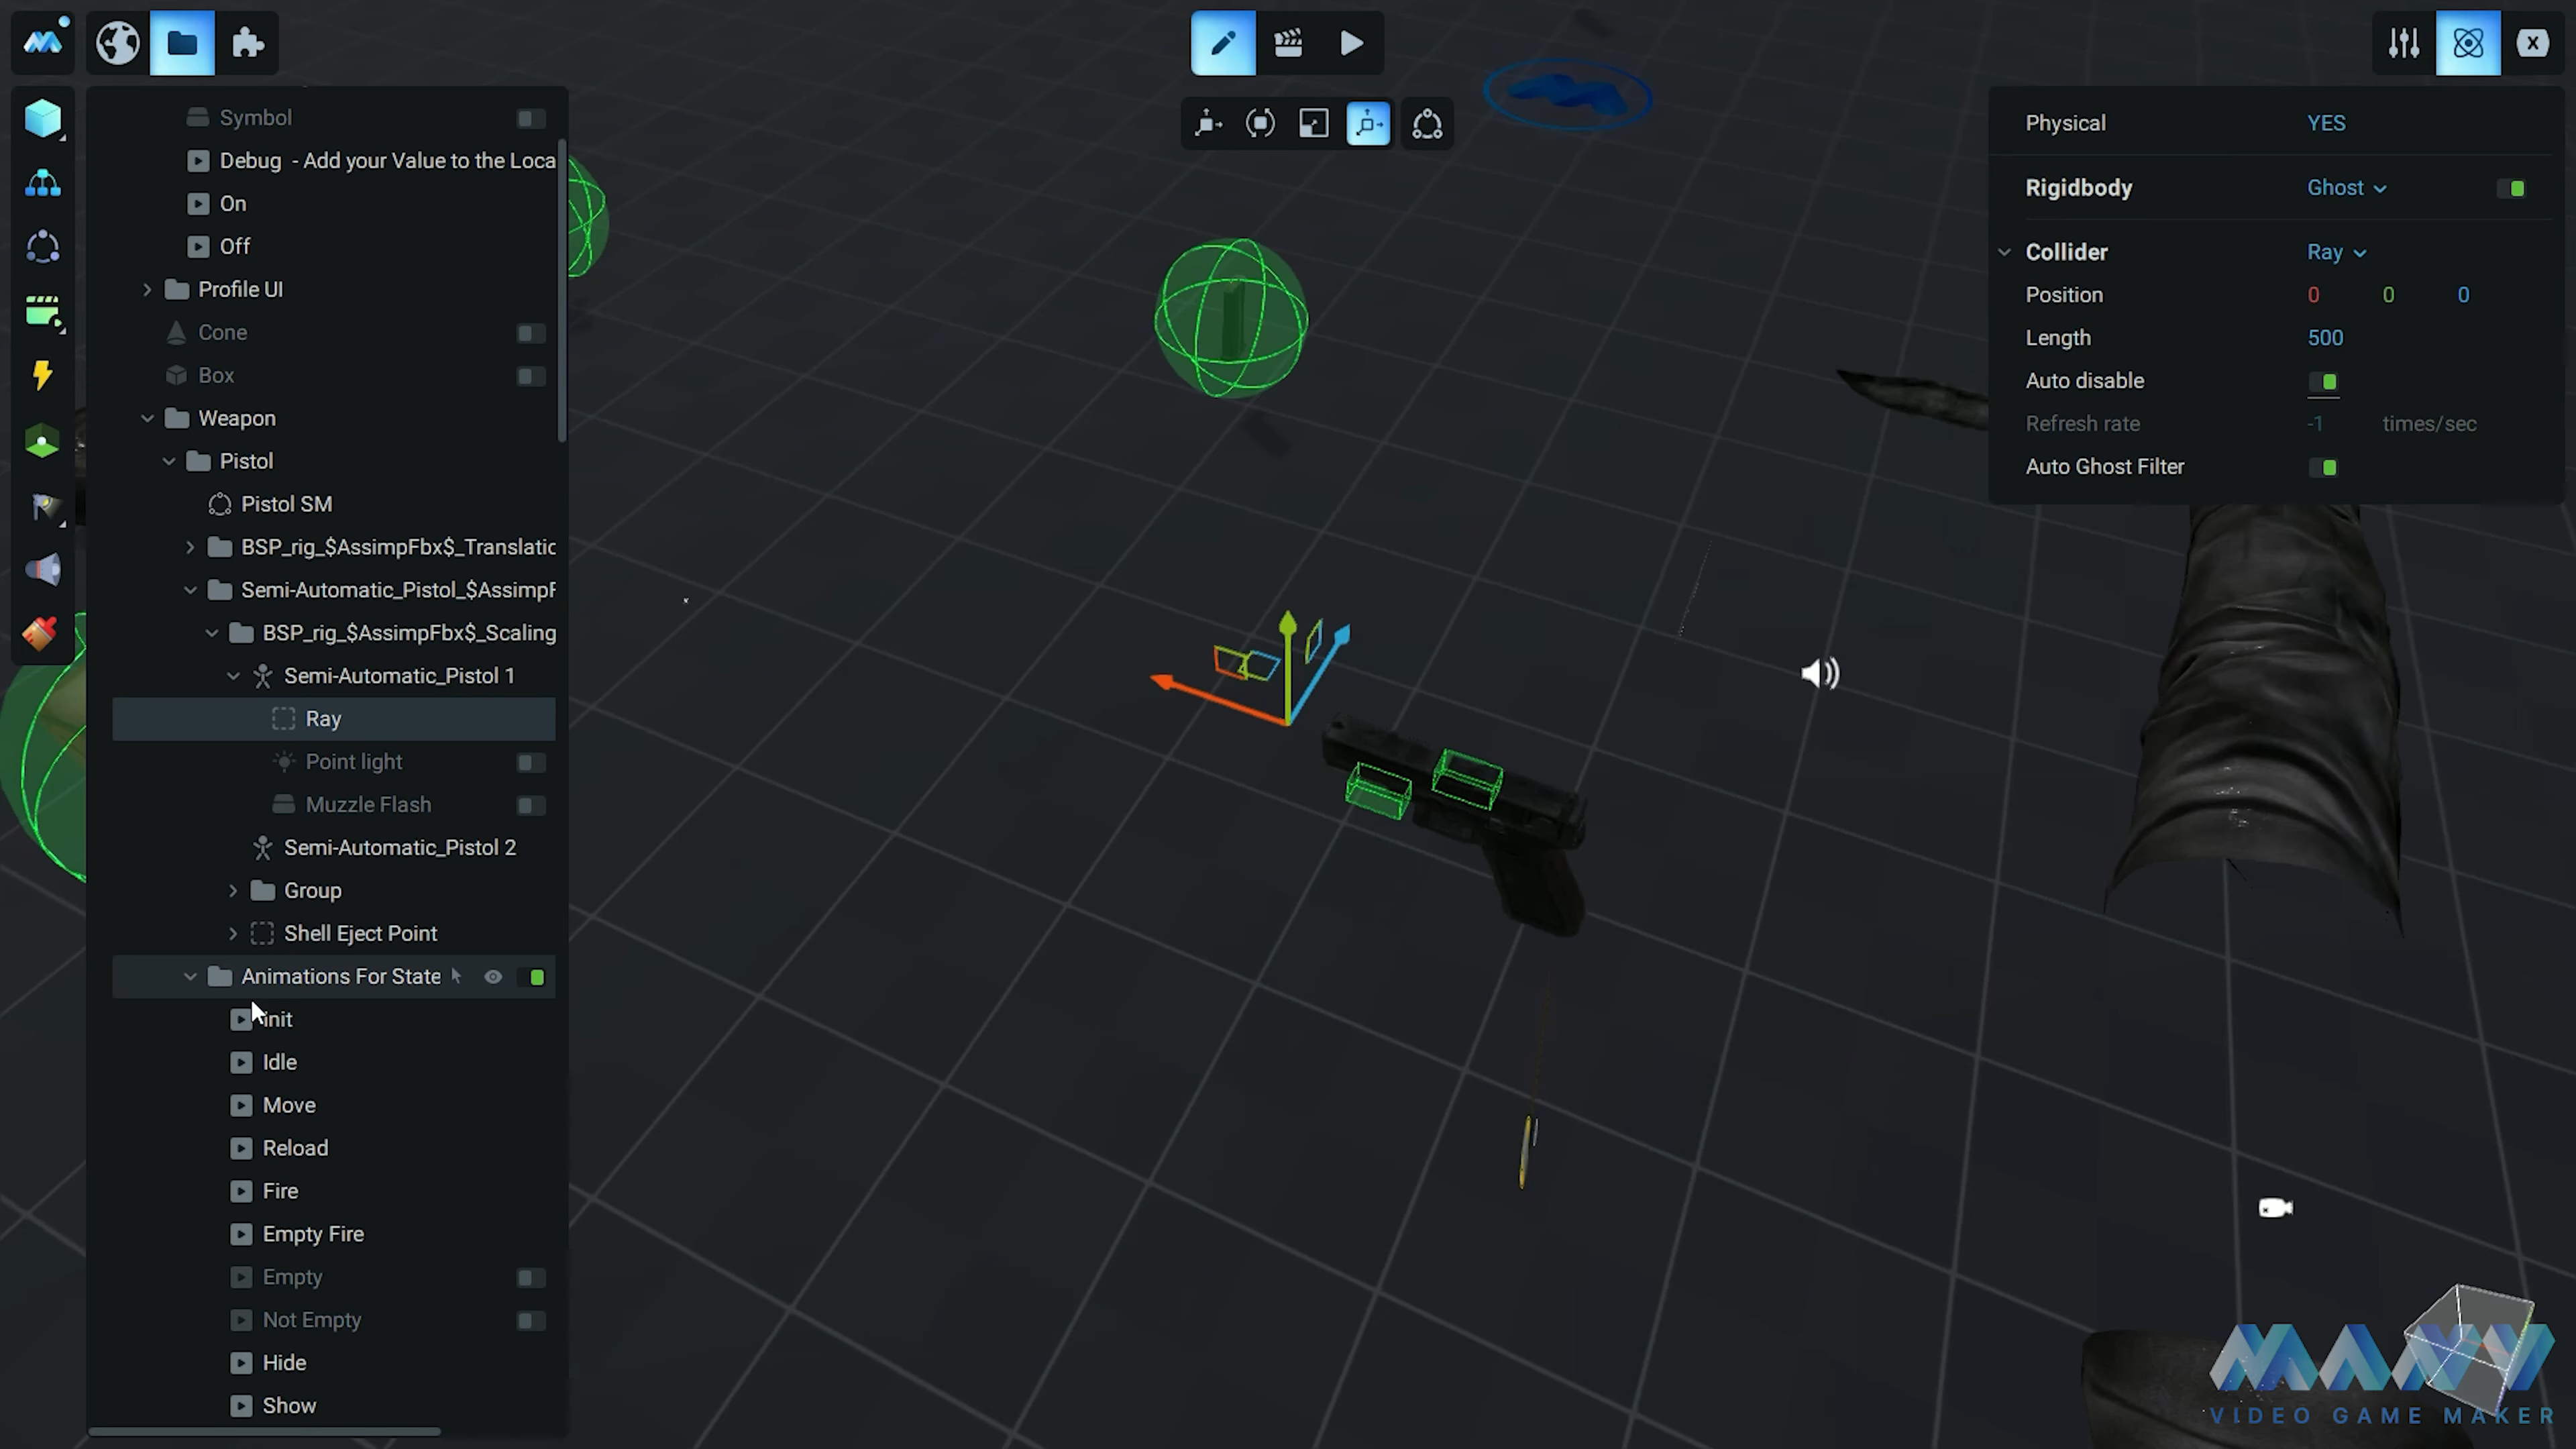 Symbol
Debug - Add your Value to the Loca
On
Off
Profile UI
Cone
Box
Weapon
Pistol
Pistol SM
BSP_rig_$AssimpFbx$_Translatic
Semi-Automatic_Pistol_$AssimpF
BSP_rig_$AssimpFbx$_Scaling
Semi-Automatic_Pistol 1
Ray
Point light
Muzzle Flash
Semi-Automatic_Pistol 2
Group
Shell Eject Point
Animations For State
Init
Idle
Move
Reload
Fire
Empty Fire
Empty
Not Empty
Hide
Show
Physical YES
Rigidbody Ghost
Collider Ray
Position 0 0 0
Length 500
Auto disable
Refresh rate -1 times/sec
Auto Ghost Filter
VIDEO GAME MAKER